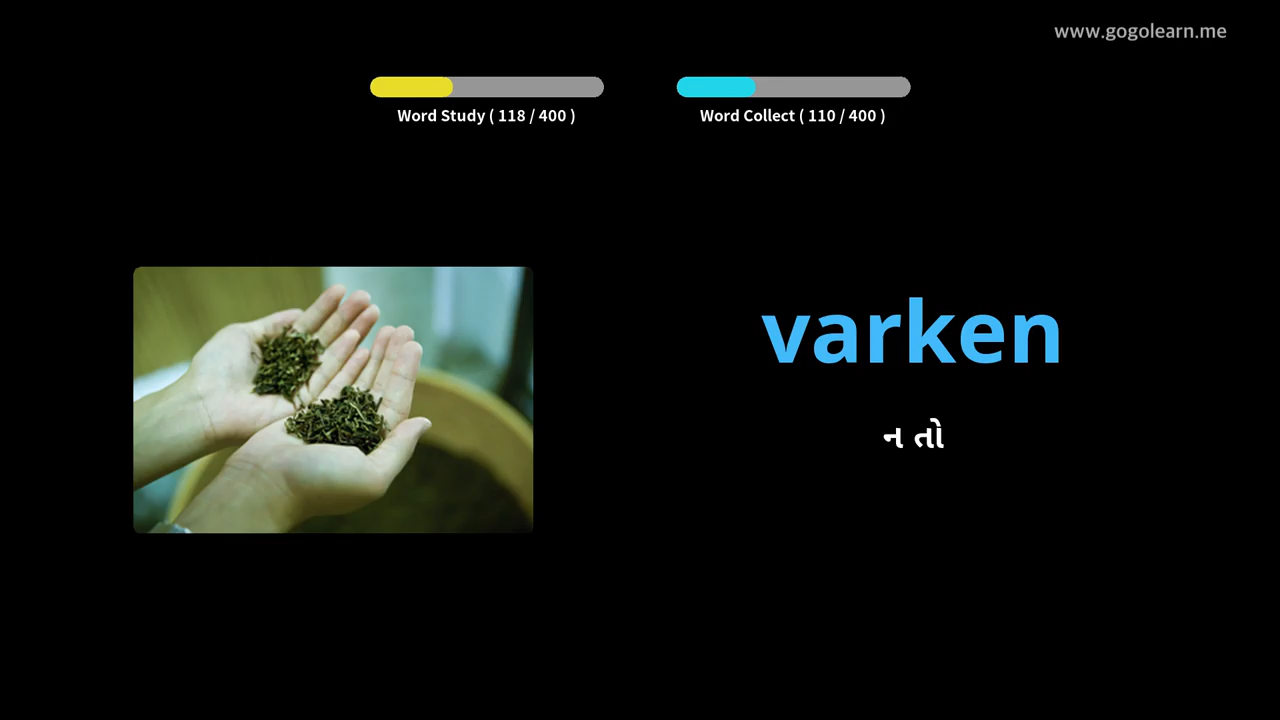 www.gogolearn.me
Word Study ( 118 / 400 )
Word Collect ( 110 / 400 )
varken
ન તો